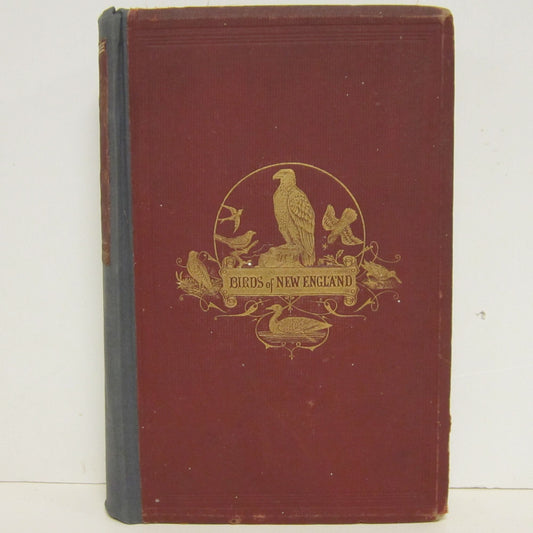 BIRDS of NEW ENGLAND